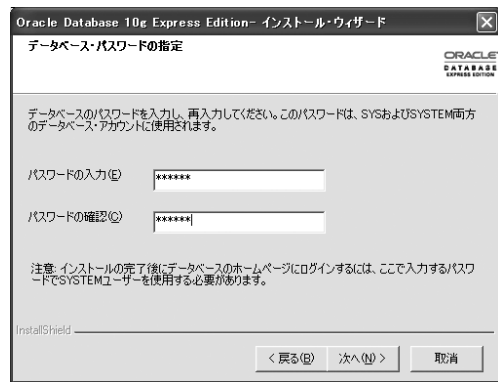 Oracle Database 10g Express Edition- インストール・ウィザード
データベース・パスワードの指定
ORACLE
DATABASE
EXPRESS EDITION
データベースのパスワードを入力し、再入力してください。このパスワードは、SYSおよびSYSTEM両方
のデータベース・アカウントに使用されます。
パスワードの入力(E)
******
パスワードの確認(C)
******
注意: インストールの完了後にデータベースのホームページにログインするには、ここで入力するパスワ
ードでSYSTEMユーザーを使用する必要があります。
InstallShield
< 戻る(B)
次へ(N) >
取消